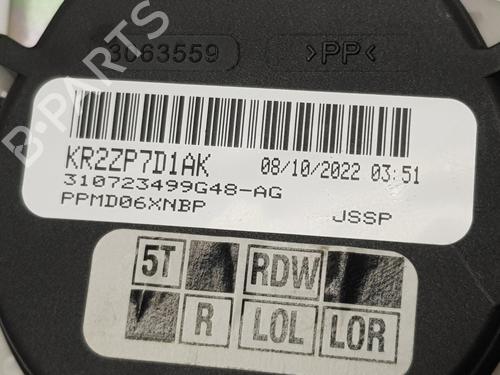 3063559 >PP<
KR2ZP7D1AK 08/10/2022 03:51
310723499G48-AG
PPMD06XNBP JSSP
5T RDW
R LOL LOR
B-PARTS